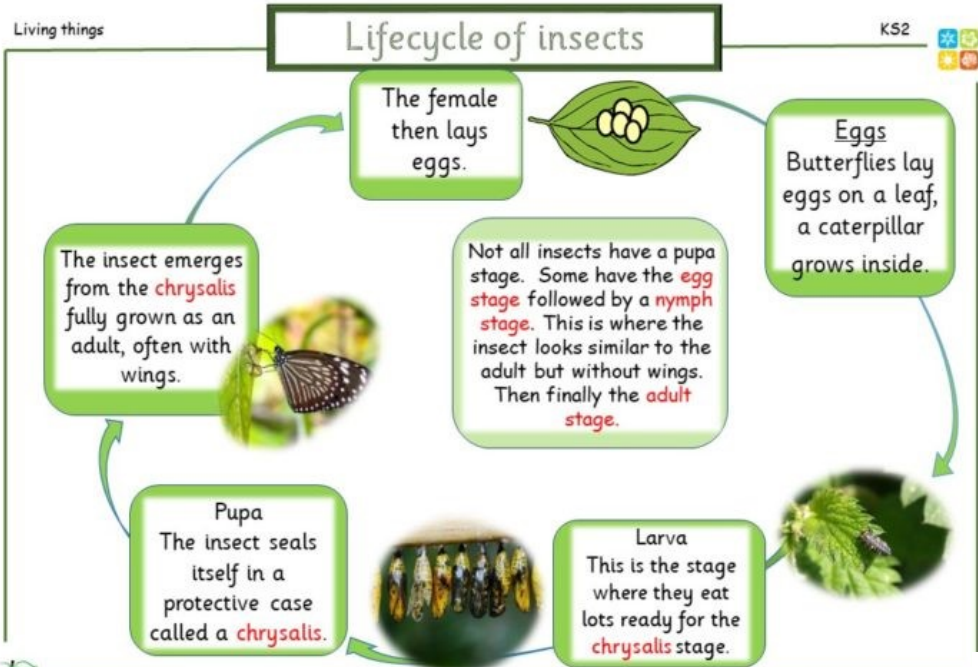 Living things
Lifecycle of insects
KS2
The female
then lays
eggs.
Eggs
Butterflies lay
eggs on a leaf,
a caterpillar
grows inside.
Not all insects have a pupa
stage. Some have the egg
stage followed by a nymph
stage. This is where the
insect looks similar to the
adult but without wings.
Then finally the adult
stage.
Larva
This is the stage
where they eat
lots ready for the
chrysalis stage.
Pupa
The insect seals
itself in a
protective case
called a chrysalis.
The insect emerges
from the chrysalis
fully grown as an
adult, often with
wings.